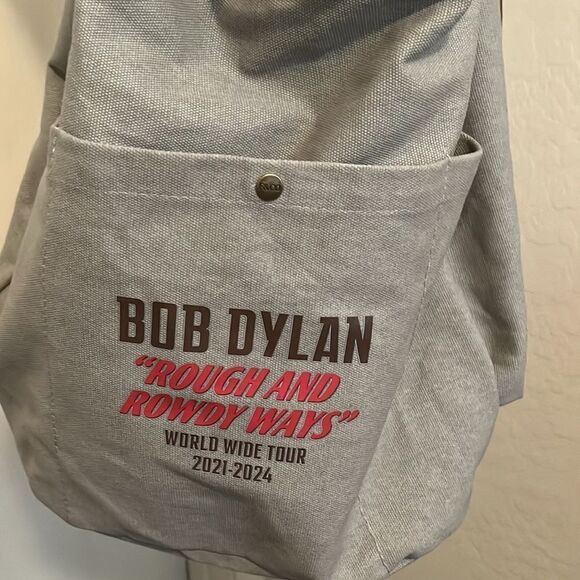 BOB DYLAN
“ROUGH AND
ROWDY WAYS”
WORLD WIDE TOUR
2021-2024